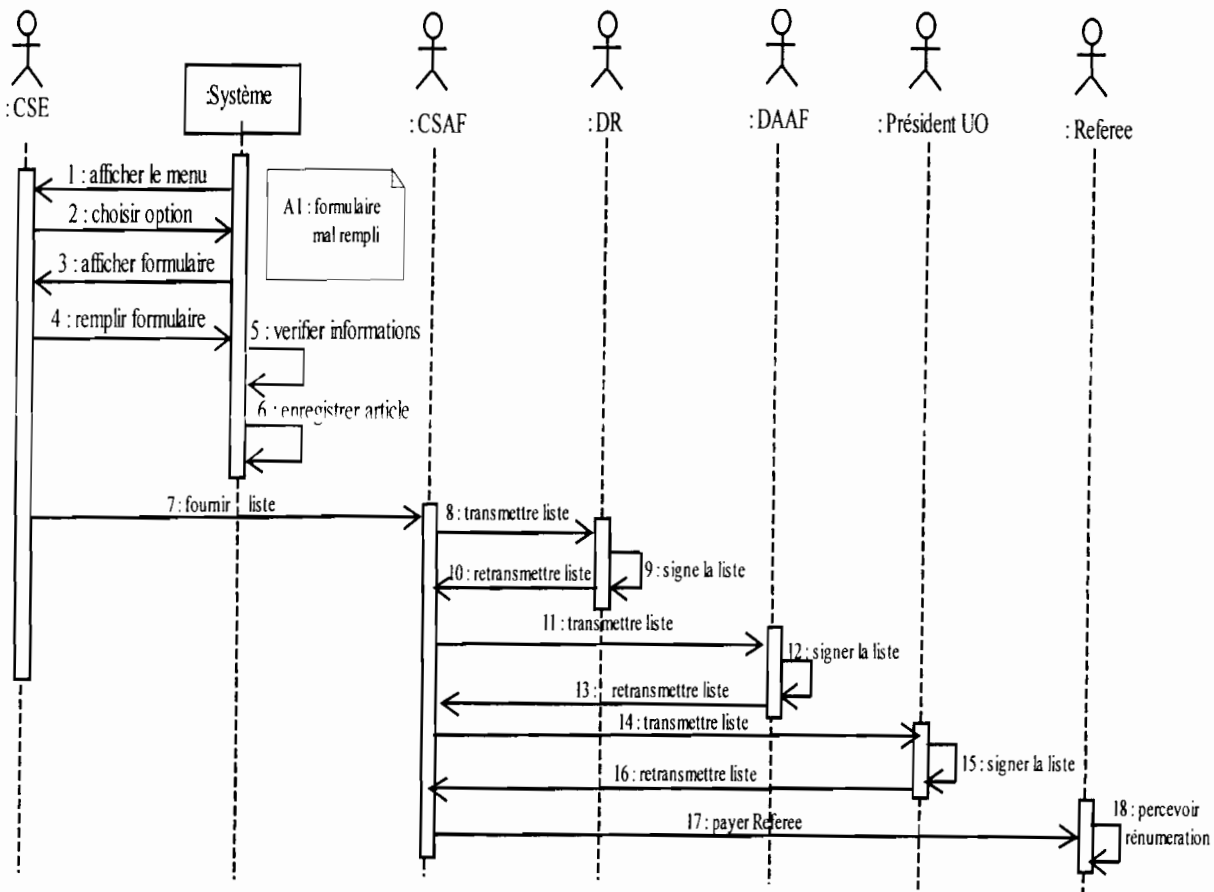 :Système
: CSE
: CSAF
: DR
: DAAF
: Président UO
: Referee
1 : afficher le menu
A1 : formulaire
mal rempli
2 : choisir option
3 : afficher formulaire
4 : remplir formulaire
5 : verifier informations
6 : enregistrer article
7 : fournir liste
8 : transmettre liste
9 : signe la liste
10 : retransmettre liste
11 : transmettre liste
12 : signer la liste
13 : retransmettre liste
14 : transmettre liste
15 : signer la liste
16 : retransmettre liste
17 : payer Referee
18 : percevoir
rénumeration